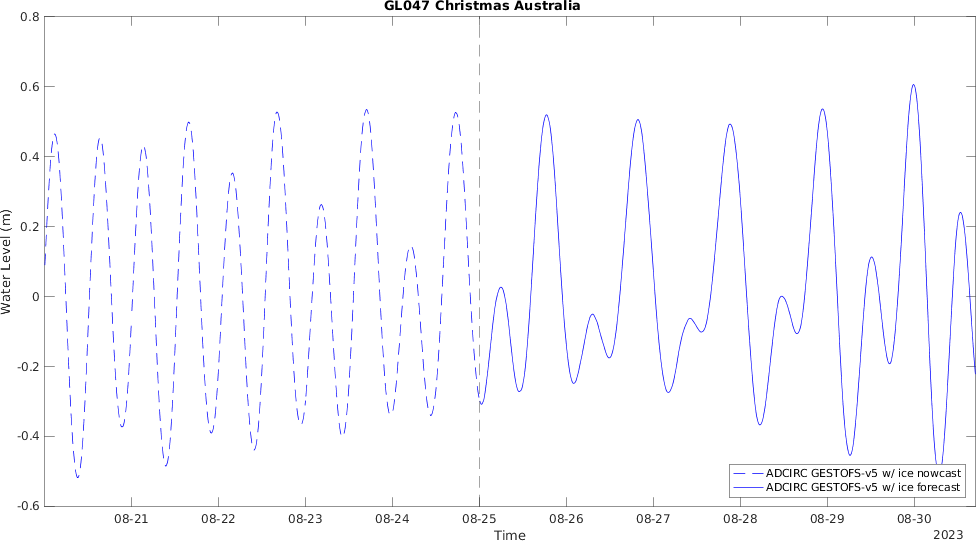 GL047 Christmas Australia
0.8
0.6
0.4
0.2
0
-0.2
-0.4
-0.6
Water Level (m)
ADCIRC GESTOFS-v5 w/ ice nowcast
ADCIRC GESTOFS-v5 w/ ice forecast
08-21 08-22 08-23 08-24 08-25 08-26 08-27 08-28 08-29 08-30
Time
2023